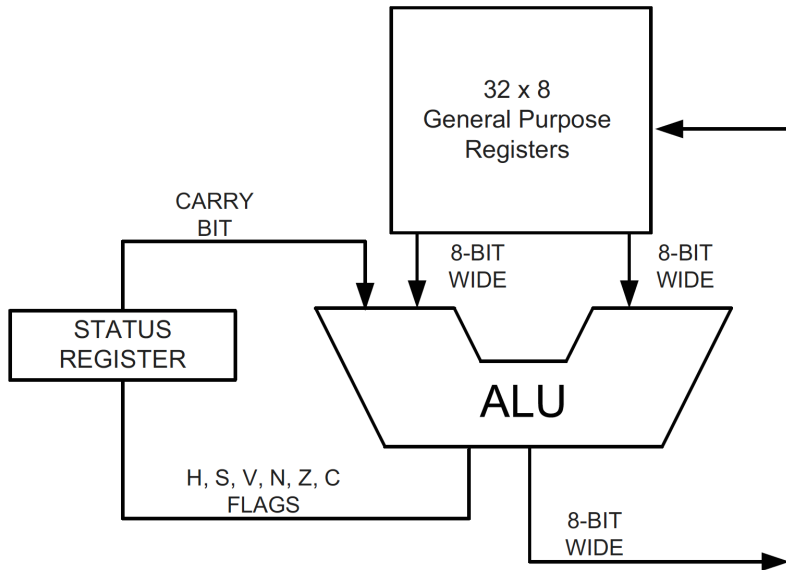 32 x 8
General Purpose
Registers
CARRY
BIT
8-BIT
WIDE
8-BIT
WIDE
STATUS
REGISTER
ALU
H, S, V, N, Z, C
FLAGS
8-BIT
WIDE